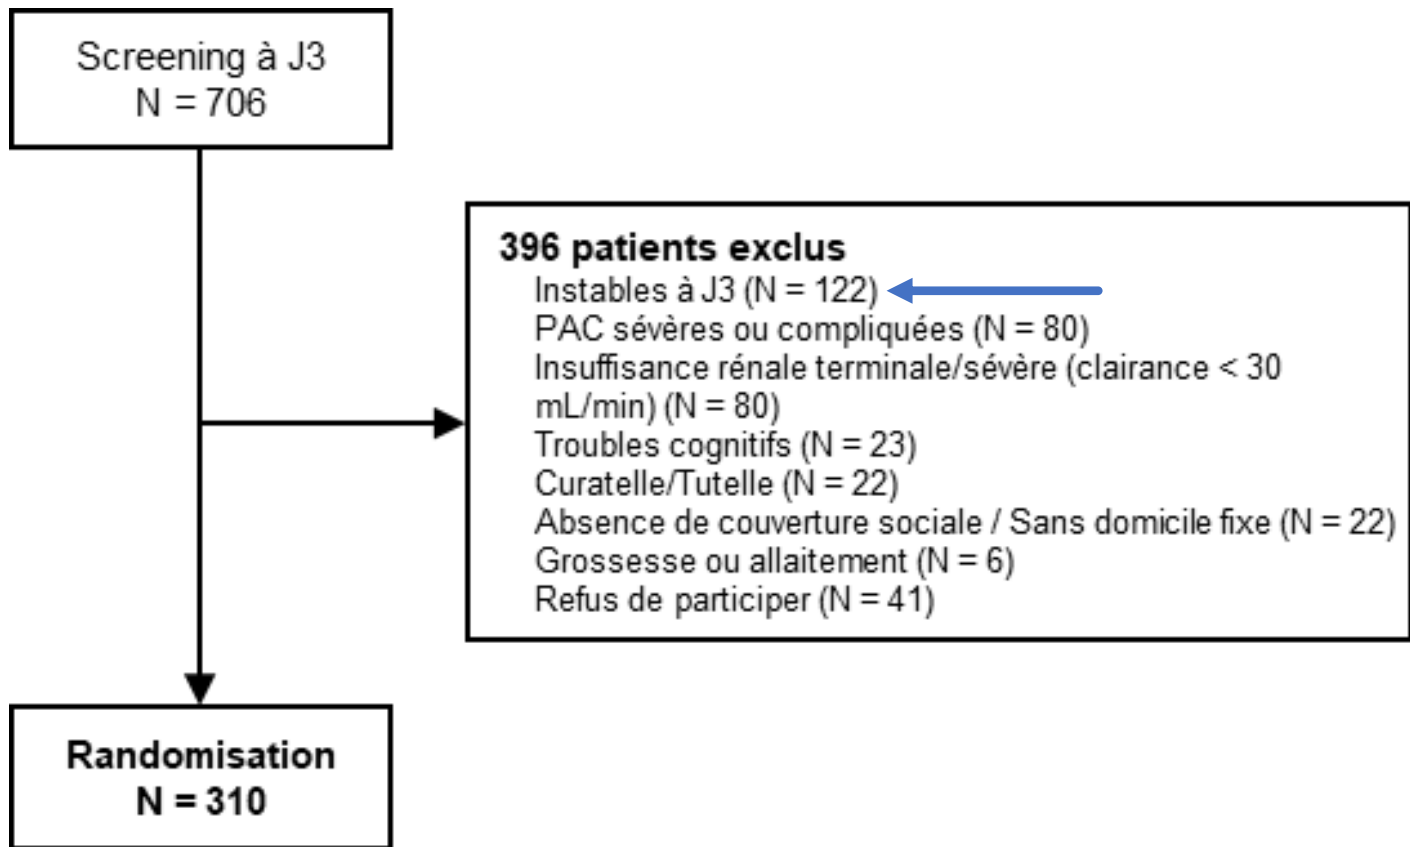 Screening à J3
N = 706
396 patients exclus
Instables à J3 (N = 122)
PAC sévères ou compliquées (N = 80)
Insuffisance rénale terminale/sévère (clairance < 30
mL/min) (N = 80)
Troubles cognitifs (N = 23)
Curatelle/Tutelle (N = 22)
Absence de couverture sociale / Sans domicile fixe (N = 22)
Grossesse ou allaitement (N = 6)
Refus de participer (N = 41)
Randomisation
N = 310